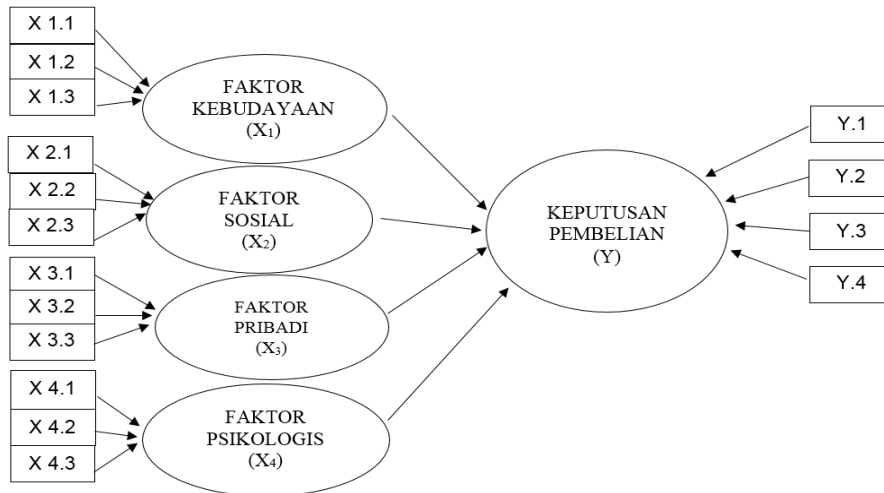 X 1.1
X 1.2
X 1.3
FAKTOR
KEBUDAYAAN
(X₁)
X 2.1
X 2.2
X 2.3
FAKTOR
SOSIAL
(X₂)
X 3.1
X 3.2
X 3.3
FAKTOR
PRIBADI
(X₃)
X 4.1
X 4.2
X 4.3
FAKTOR
PSIKOLOGIS
(X₄)
KEPUTUSAN
PEMBELIAN
(Y)
Y.1
Y.2
Y.3
Y.4